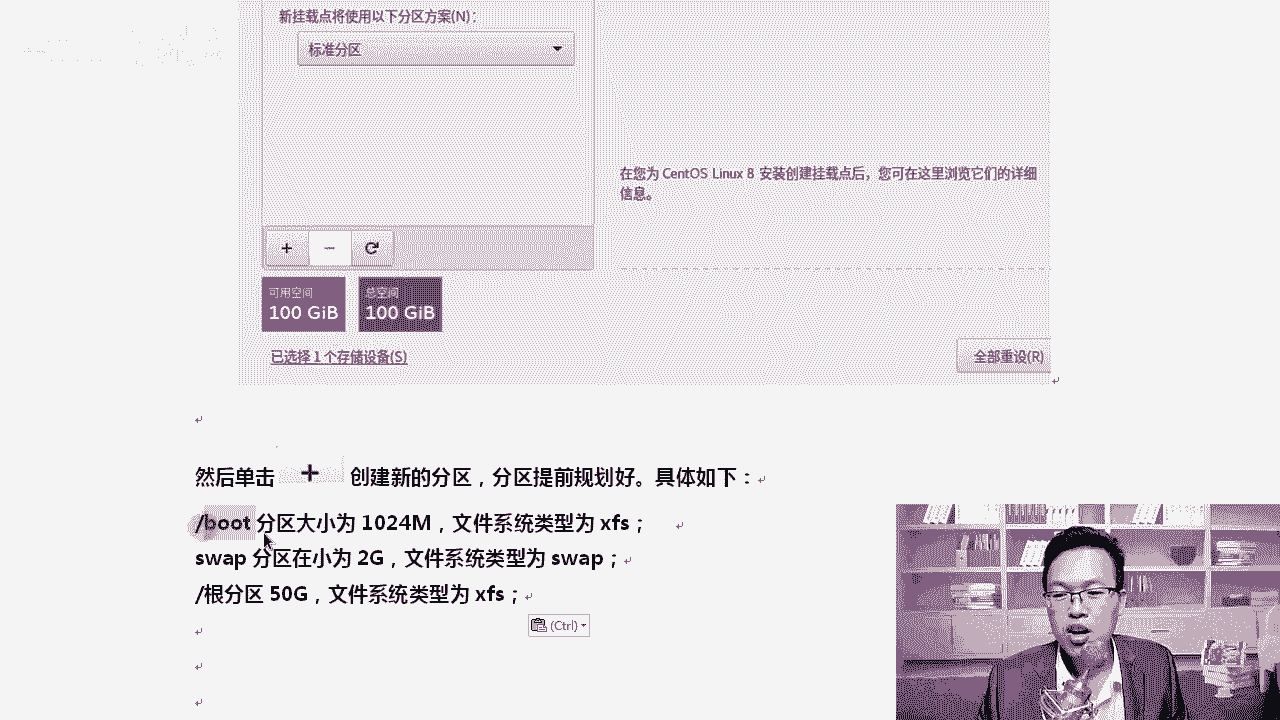 新挂载点将使用以下分区方案(N)：
标准分区
在您为 CentOS Linux 8 安装创建挂载点后，您可在这里浏览它们的详细
信息。
+ − 
可用空间
100 GiB
总空间
100 GiB
已选择 1 个存储设备(S)
全部重设(R)
然后单击 + 创建新的分区，分区提前规划好。具体如下：
/boot 分区大小为 1024M，文件系统类型为 xfs；
swap 分区在小为 2G，文件系统类型为 swap；
/根分区 50G，文件系统类型为 xfs；
(Ctrl)